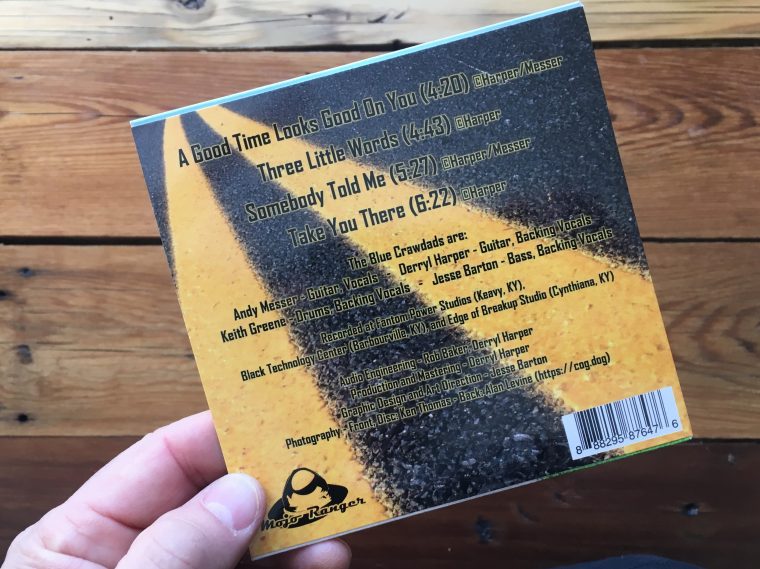 A Good Time Looks Good On You (4:20) ©Harper/Messer
Three Little Words (4:43) ©Harper
Somebody Told Me (5:27) ©Harper/Messer
Take You There (6:22) ©Harper
The Blue Crawdads are:
Andy Messer - Guitar, Vocals - Derryl Harper - Guitar, Backing Vocals
Keith Greene - Drums, Backing Vocals - Jesse Barton - Bass, Backing Vocals
Recorded at Fanton Power Studios (Keavy, KY),
Black Technology Center (Barbourville, KY), and Edge of Breakup Studio (Cynthiana, KY)
Audio Engineering - Rob Baker; Derryl Harper
Production and Mastering - Derryl Harper
Graphic Design and Art Direction - Jesse Barton
Photography - Front, Disc: Ken Thomas - Back: Alan Levine (https://cog.dog)
8 88295 87647 6
Mojo Ranger